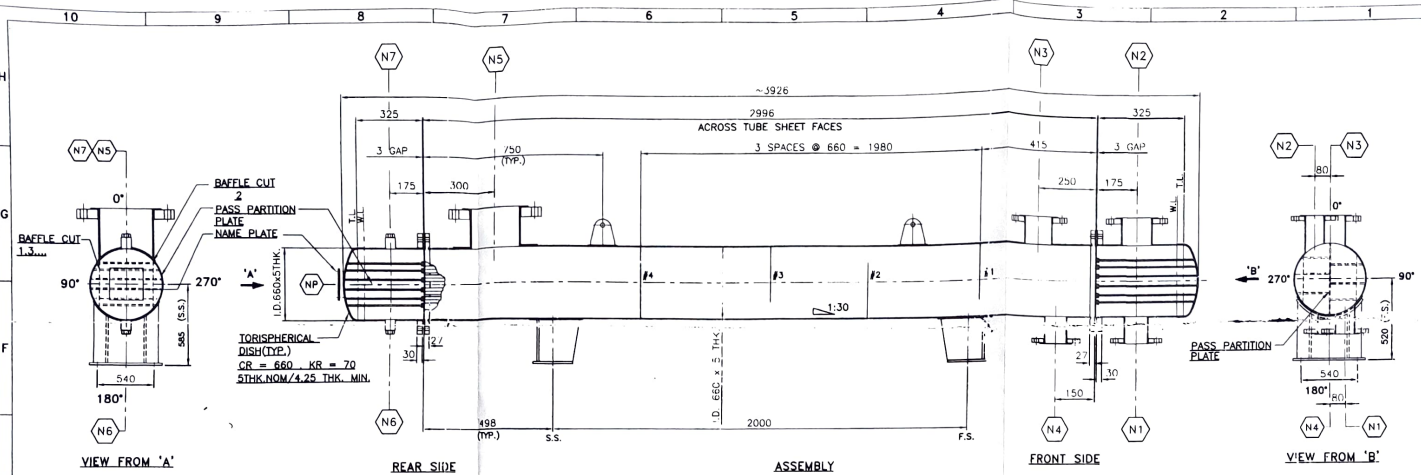 10 9 8 7 6 5 4 3 2 1
H
G
F
N7
N5
N3
N2
~3926
325
2996
325
ACROSS TUBE SHEET FACES
3 GAP
750
(TYP.)
3 SPACES @ 660 = 1980
415
3 GAP
175
300
250
175
T.L.
W.L.
W.L.
T.L.
N7 N5
0°
BAFFLE CUT
2
PASS PARTITION
PLATE
NAME PLATE
BAFFLE CUT
1,3....
90°
270°
'A'
NP
I.D.660x5THK.
585 (S.S.)
540
180°
N6
VIEW FROM 'A'
TORISPHERICAL
DISH(TYP.)
CR = 660 . KR = 70
5THK.NOM/4.25 THK. MIN.
30
27
#4
#3
#2
#1
1:30
I.D. 660 x 5 THK
27
30
150
N6
498
(TYP.)
S.S.
2000
F.S.
N4
N1
REAR SIDE
ASSEMBLY
FRONT SIDE
N2
N3
80
0°
'B'
270°
90°
PASS PARTITION
PLATE
520 (F.S.)
540
180°
80
N4
N1
VIEW FROM 'B'